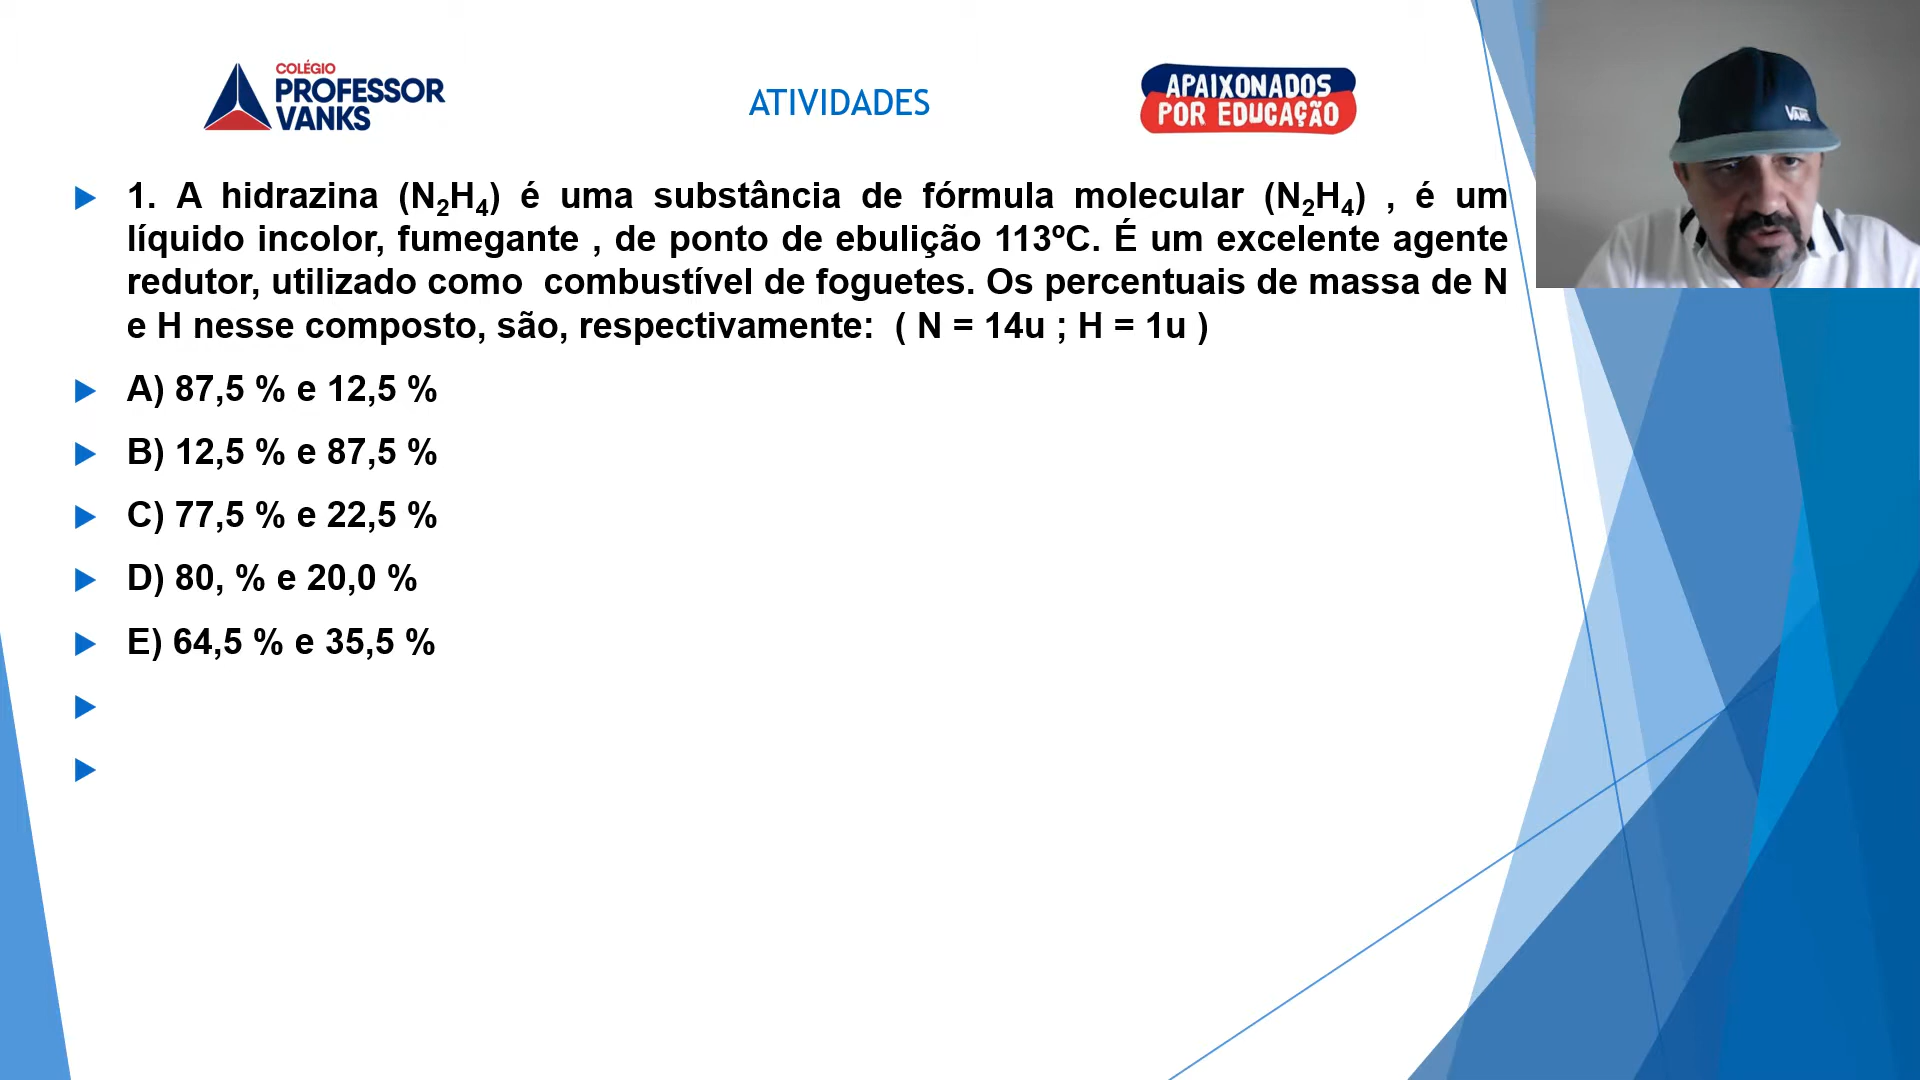 COLÉGIO
PROFESSOR
VANKS
ATIVIDADES
APAIXONADOS
POR EDUCAÇÃO
VANS
1. A hidrazina (N₂H₄) é uma substância de fórmula molecular (N₂H₄) , é um
líquido incolor, fumegante , de ponto de ebulição 113ºC. É um excelente agente
redutor, utilizado como combustível de foguetes. Os percentuais de massa de N
e H nesse composto, são, respectivamente: ( N = 14u ; H = 1u )
A) 87,5 % e 12,5 %
B) 12,5 % e 87,5 %
C) 77,5 % e 22,5 %
D) 80, % e 20,0 %
E) 64,5 % e 35,5 %